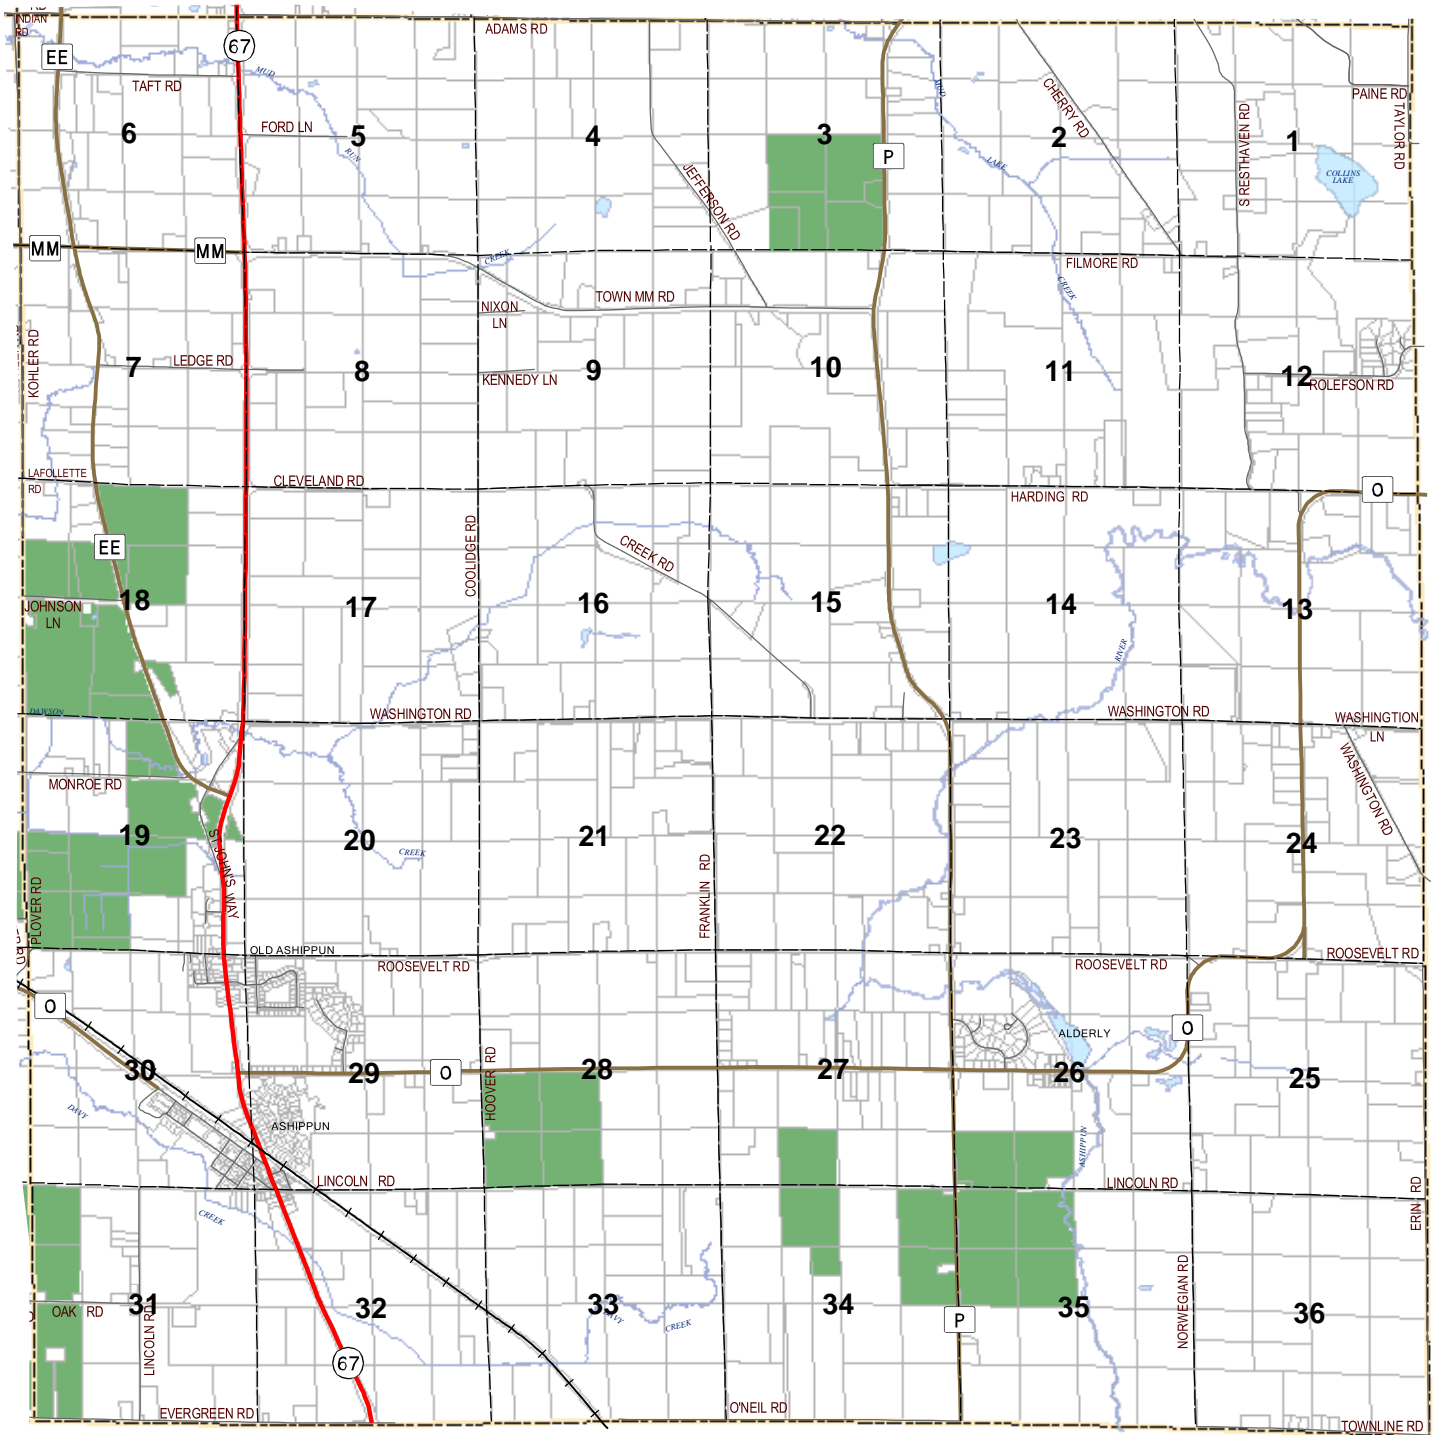 RD
INDIAN
RD
ADAMS RD
67
EE
MUD
TAFT RD
CHERRY RD
PAINE RD
TAYLOR RD
MUD
S RESTHAVEN RD
6
FORD LN
5
4
3
2
1
RUN
P
LAKE
COLLINS
LAKE
JEFFERSON RD
MM
MM
CREEK
FILMORE RD
CREEK
NIXON
LN
TOWN MM RD
KOHLER RD
7
LEDGE RD
8
9
10
11
12
KENNEDY LN
ROLEFSON RD
LAFOLLETTE
RD
CLEVELAND RD
HARDING RD
O
COOLIDGE RD
CREEK RD
EE
18
17
16
15
14
13
JOHNSON
LN
RIVER
DAWSON
WASHINGTON RD
WASHINGTON RD
WASHINGTION
LN
WASHINGTON RD
MONROE RD
19
20
21
22
23
24
ST JOHN'S WAY
CREEK
FRANKLIN RD
PLOVER RD
RD
OLD ASHIPPUN
ROOSEVELT RD
ROOSEVELT RD
ROOSEVELT RD
O
O
ALDERLY
30
29
O
HOOVER RD
28
27
26
25
DAVY
ASHIPPUN
ASHIPPUN
LINCOLN RD
LINCOLN RD
CREEK
ERIN RD
NORWEGIAN RD
OAK RD
31
LINCOLN RD
32
33
DAVY
CREEK
34
P
35
36
67
EVERGREEN RD
O'NEIL RD
TOWNLINE RD